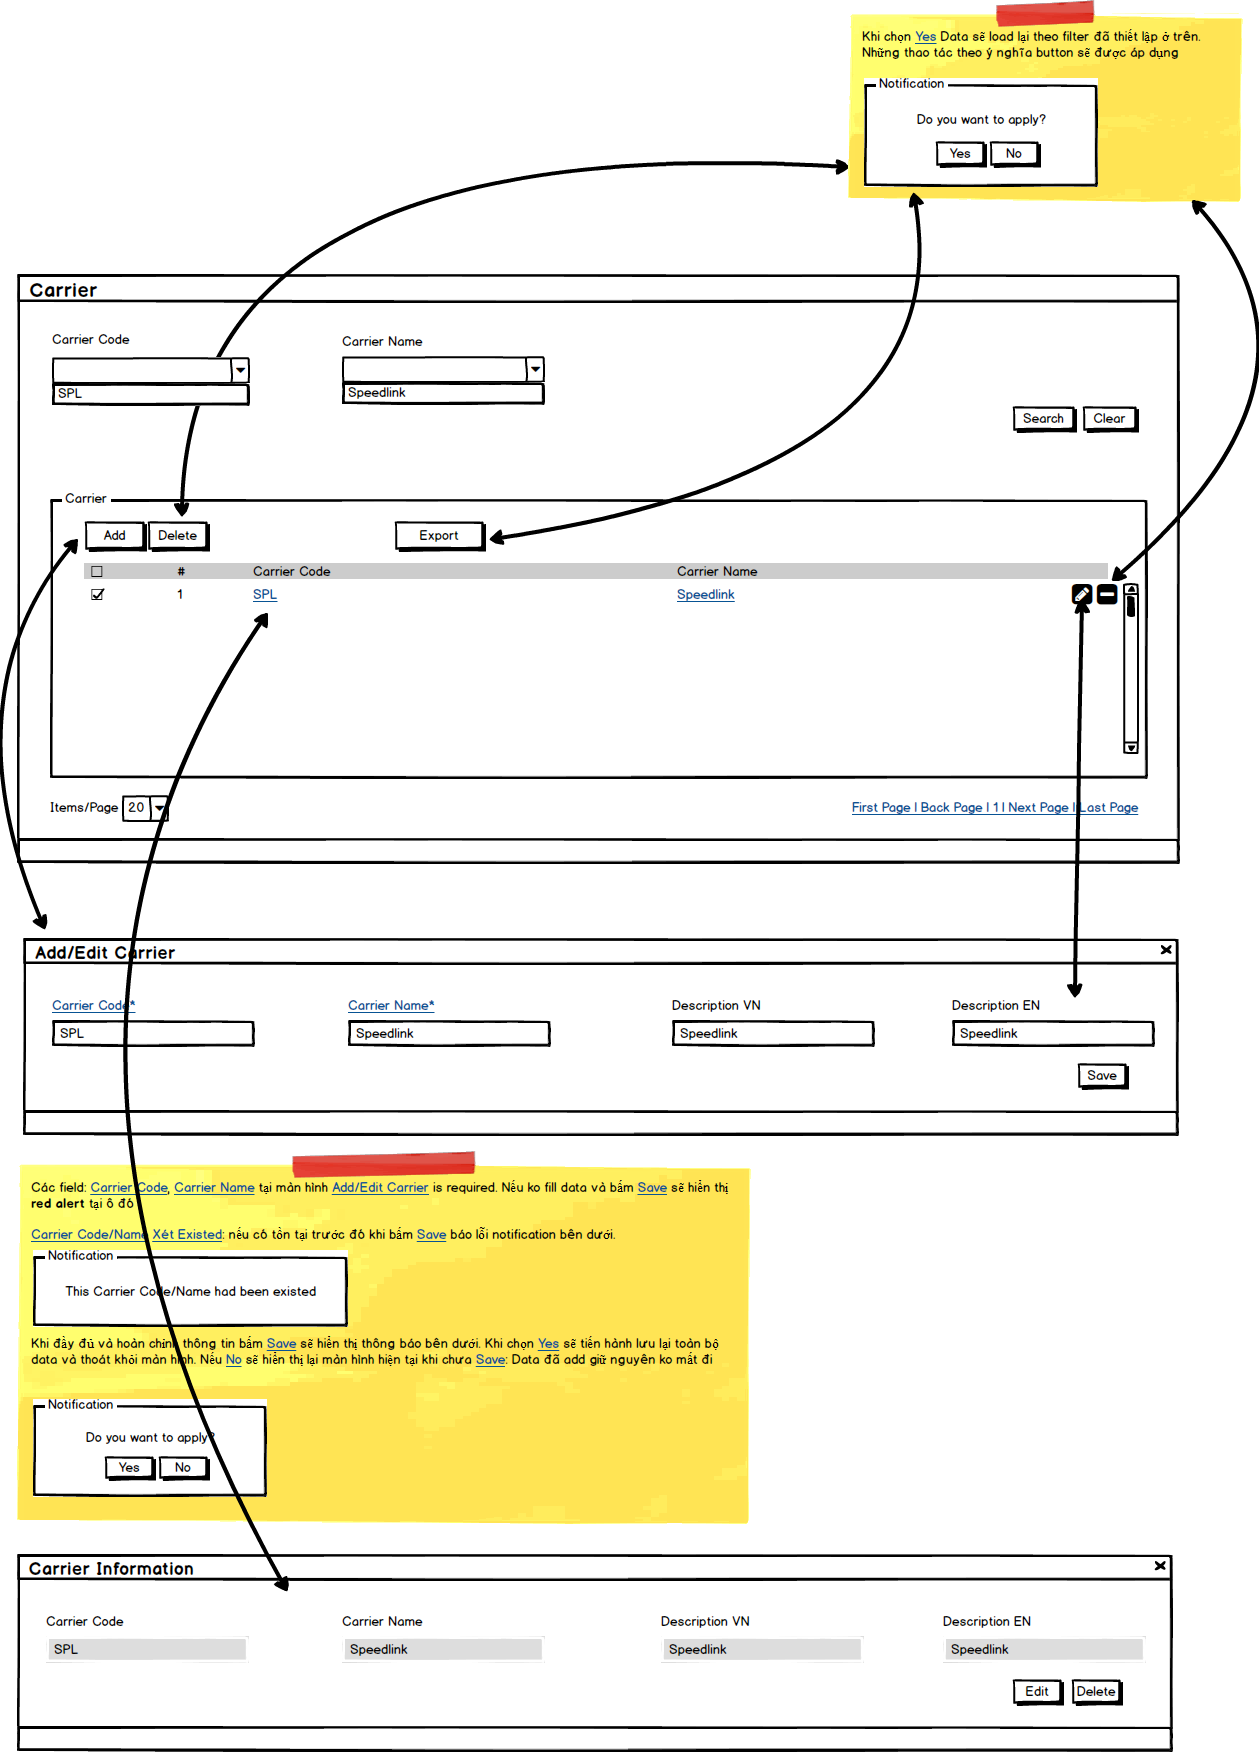 Khi chọn Yes Data sẽ load lại theo filter đã thiết lập ở trên.
Những thao tác theo ý nghĩa button sẽ được áp dụng
Notification
Do you want to apply?
Yes No
Carrier
Carrier Code Carrier Name
SPL Speedlink
Search Clear
Carrier
Add Delete Export
# Carrier Code Carrier Name
1 SPL Speedlink
Items/Page 20 First Page | Back Page | 1 | Next Page | Last Page
Add/Edit Carrier
Carrier Code* Carrier Name* Description VN Description EN
SPL Speedlink Speedlink Speedlink
Save
Các field: Carrier Code, Carrier Name tại màn hình Add/Edit Carrier is required. Nếu ko fill data và bấm Save sẽ hiển thị
red alert tại ô đó
Carrier Code/Name Xét Existed: nếu có tồn tại trước đó khi bấm Save báo lỗi notification bên dưới.
Notification
This Carrier Code/Name had been existed
Khi đầy đủ và hoàn chỉnh thông tin bấm Save sẽ hiển thị thông báo bên dưới. Khi chọn Yes sẽ tiến hành lưu lại toàn bộ
data và thoát khỏi màn hình. Nếu No sẽ hiển thị lại màn hình hiện tại khi chưa Save: Data đã add giữ nguyên ko mất đi
Notification
Do you want to apply?
Yes No
Carrier Information
Carrier Code Carrier Name Description VN Description EN
SPL Speedlink Speedlink Speedlink
Edit Delete